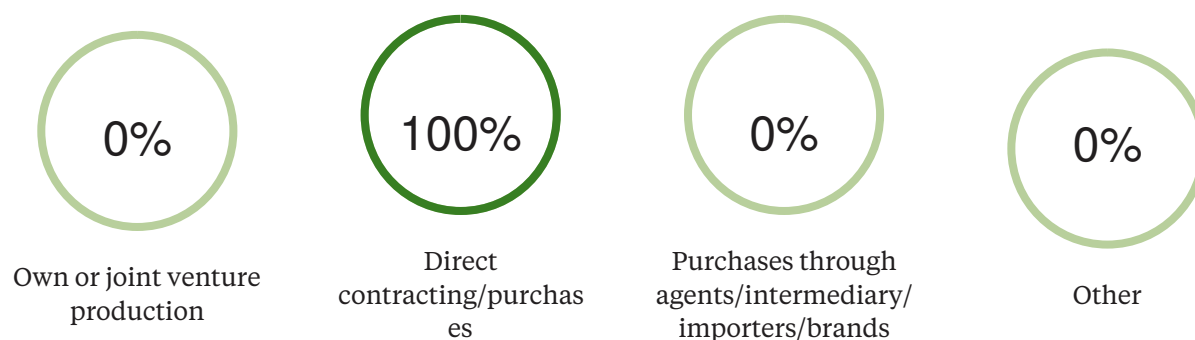 0%
Own or joint venture
production
100%
Direct
contracting/purchas
es
0%
Purchases through
agents/intermediary/
importers/brands
0%
Other